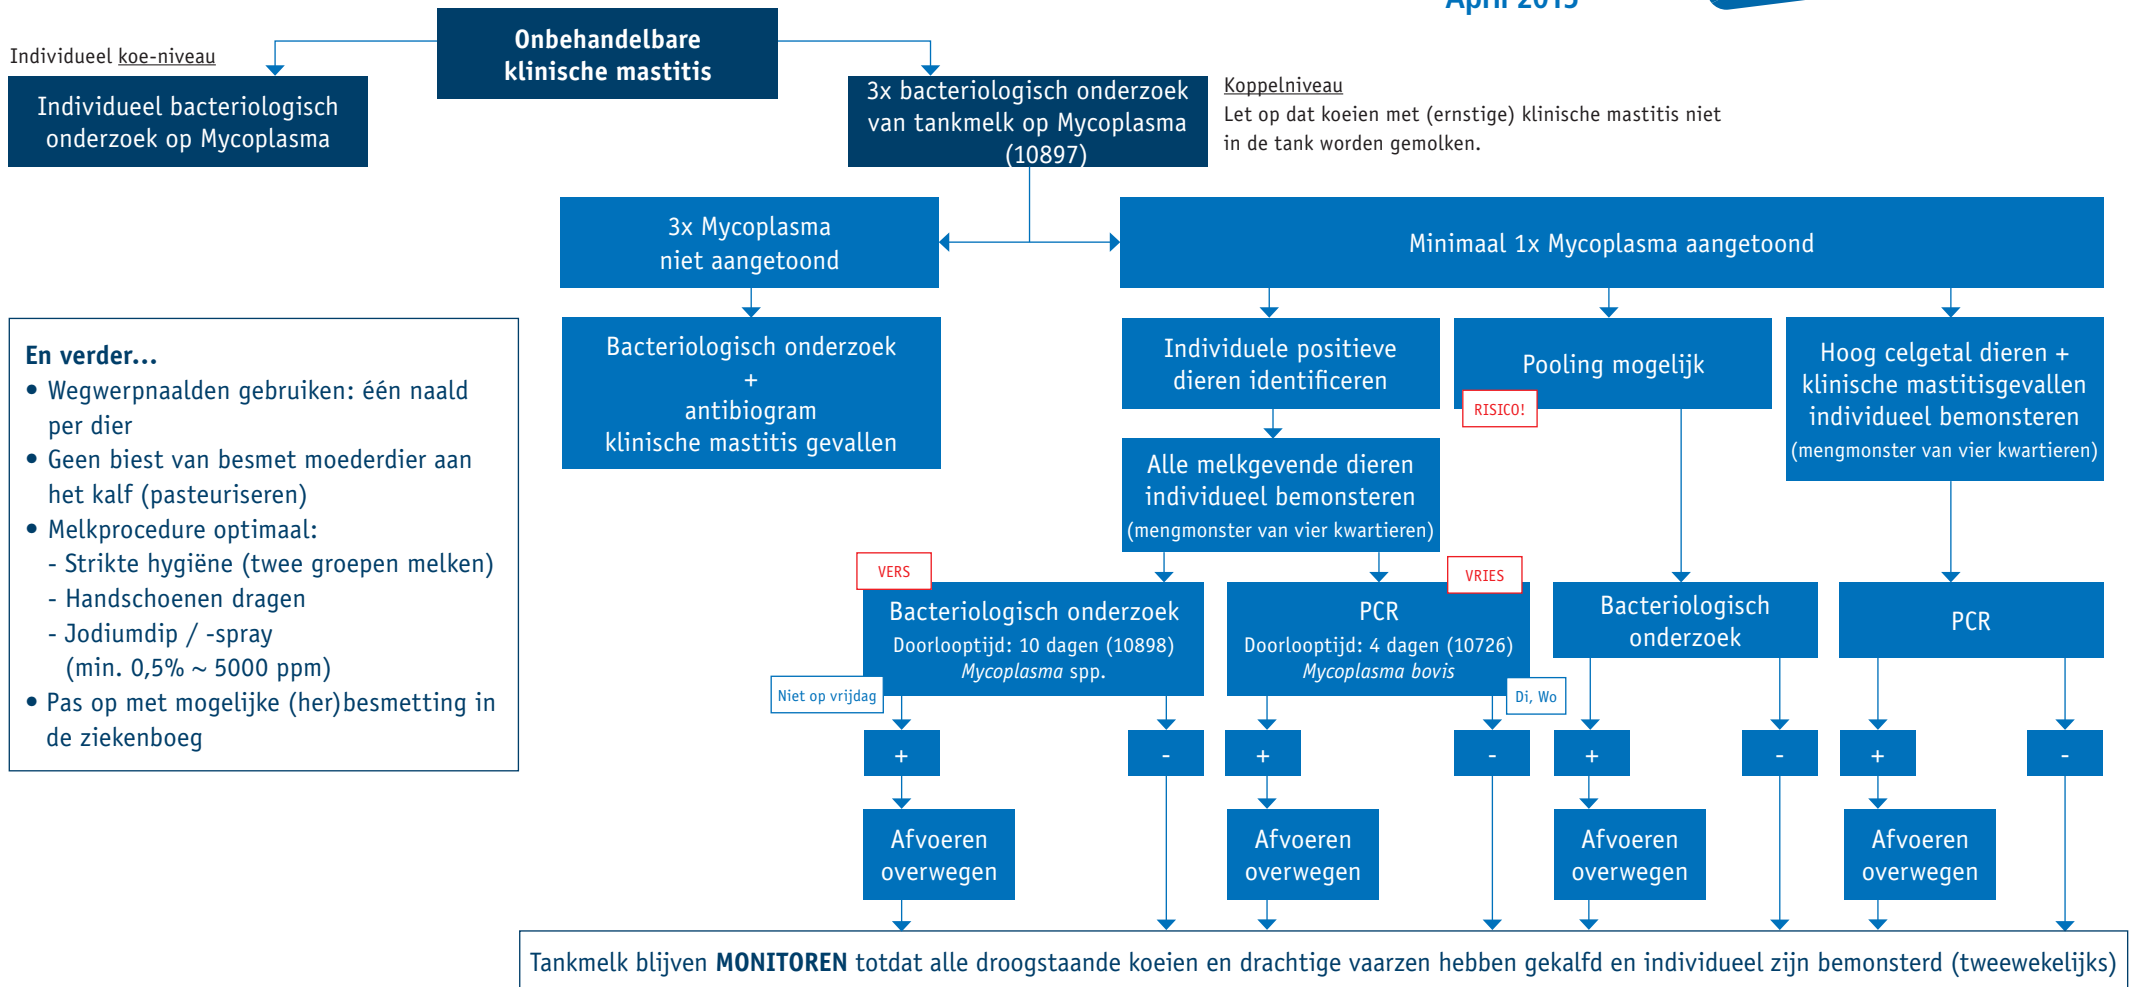 April 2015
Onbehandelbare
klinische mastitis
Individueel koe-niveau
Individueel bacteriologisch
onderzoek op Mycoplasma
3x bacteriologisch onderzoek
van tankmelk op Mycoplasma
(10897)
Koppelniveau
Let op dat koeien met (ernstige) klinische mastitis niet
in de tank worden gemolken.
3x Mycoplasma
niet aangetoond
Minimaal 1x Mycoplasma aangetoond
Bacteriologisch onderzoek
+
antibiogram
klinische mastitis gevallen
Individuele positieve
dieren identificeren
Pooling mogelijk
RISICO!
Hoog celgetal dieren +
klinische mastitisgevallen
individueel bemonsteren
(mengmonster van vier kwartieren)
Alle melkgevende dieren
individueel bemonsteren
(mengmonster van vier kwartieren)
En verder...
• Wegwerpnaalden gebruiken: één naald
per dier
• Geen biest van besmet moederdier aan
het kalf (pasteuriseren)
• Melkprocedure optimaal:
- Strikte hygiëne (twee groepen melken)
- Handschoenen dragen
- Jodiumdip / -spray
(min. 0,5% ~ 5000 ppm)
• Pas op met mogelijke (her)besmetting in
de ziekenboeg
VERS
Bacteriologisch onderzoek
Doorlooptijd: 10 dagen (10898)
Mycoplasma spp.
Niet op vrijdag
VRIES
PCR
Doorlooptijd: 4 dagen (10726)
Mycoplasma bovis
Di, Wo
Bacteriologisch
onderzoek
PCR
+
-
+
-
+
-
+
-
Afvoeren
overwegen
Afvoeren
overwegen
Afvoeren
overwegen
Afvoeren
overwegen
Tankmelk blijven MONITOREN totdat alle droogstaande koeien en drachtige vaarzen hebben gekalfd en individueel zijn bemonsterd (tweewekelijks)